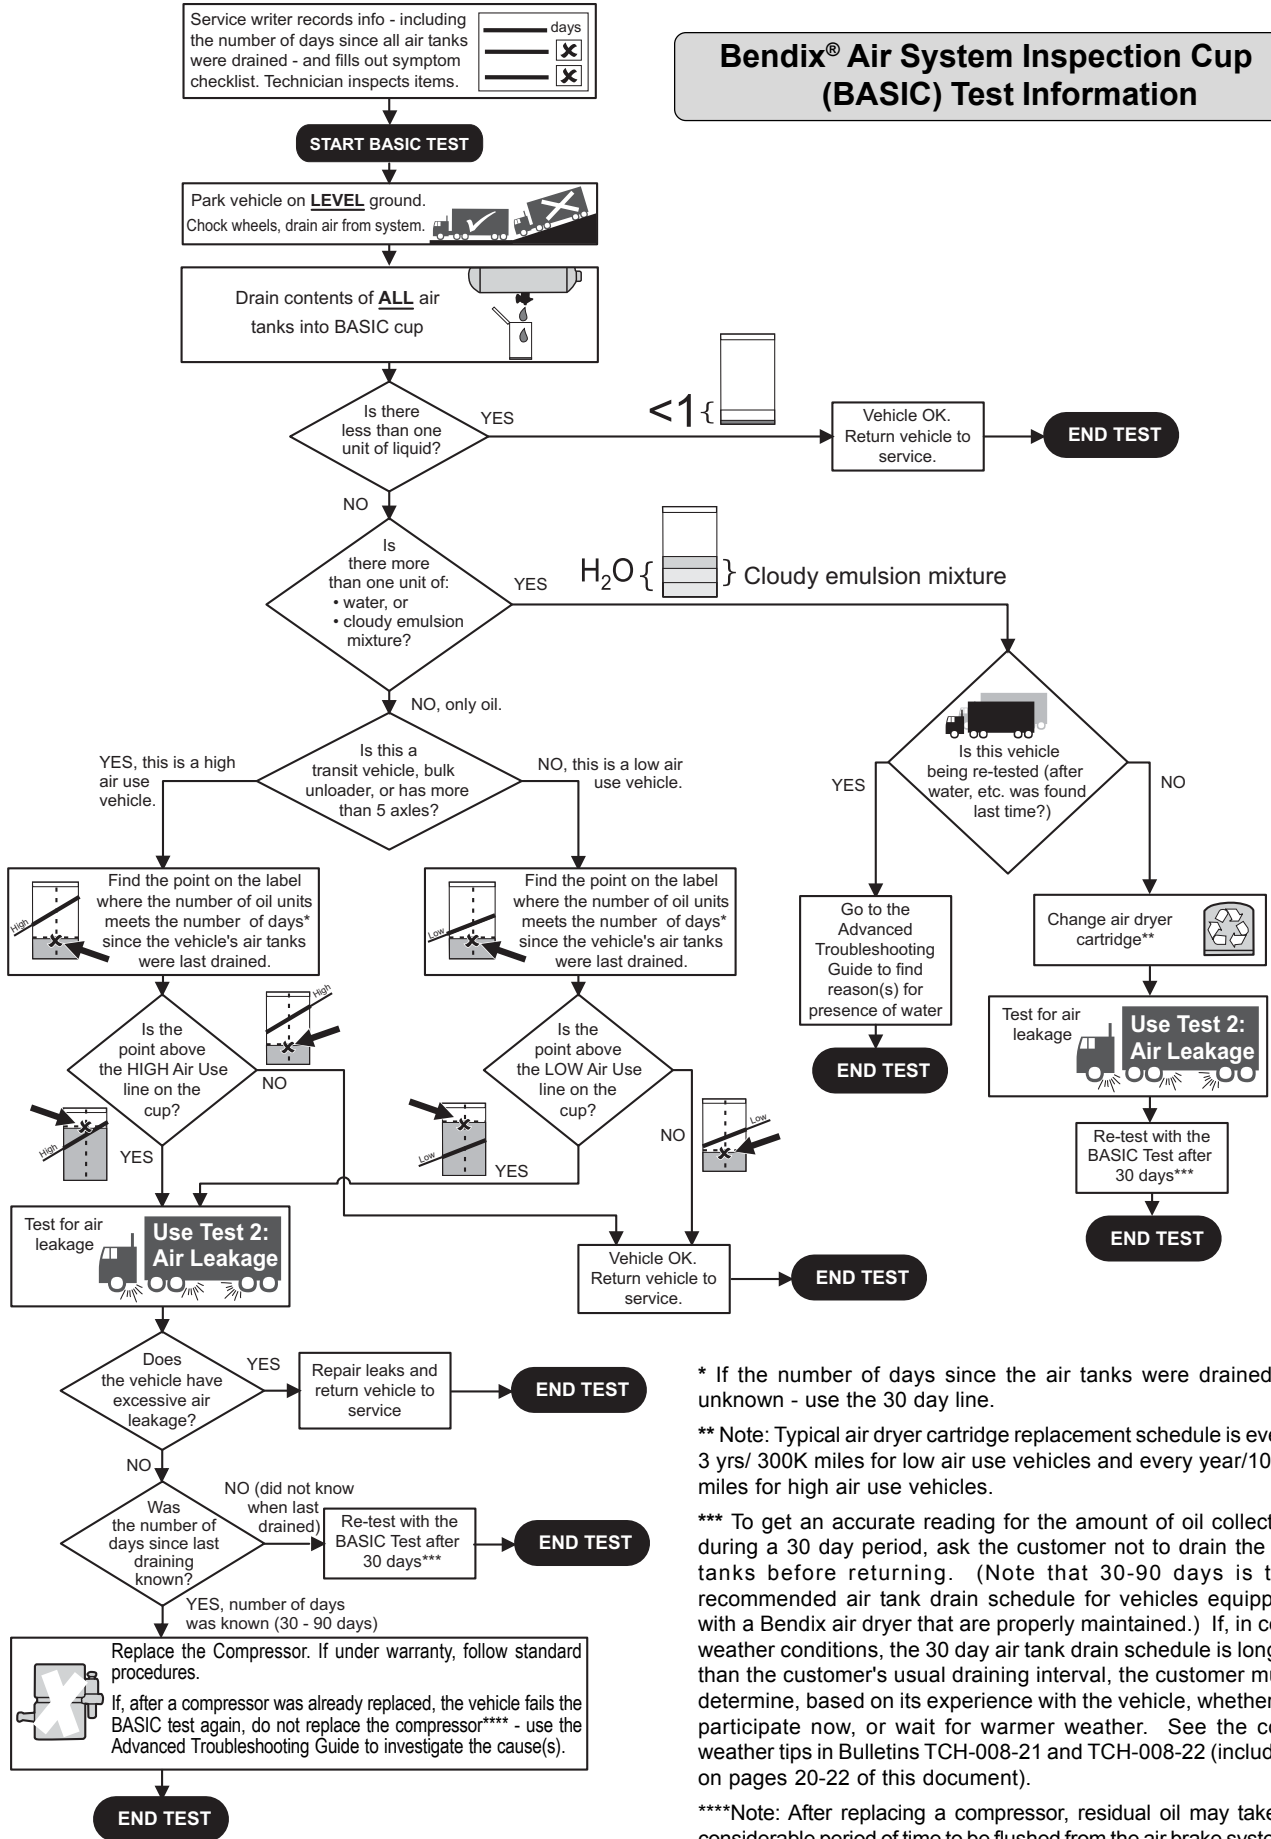 Service writer records info - including
the number of days since all air tanks
were drained - and fills out symptom
checklist. Technician inspects items.
days
Bendix® Air System Inspection Cup
(BASIC) Test Information
START BASIC TEST
Park vehicle on LEVEL ground.
Chock wheels, drain air from system.
Drain contents of ALL air
tanks into BASIC cup
Is there
less than one
unit of liquid?
YES
<1 {
Vehicle OK.
Return vehicle to
service.
END TEST
NO
Is
there more
than one unit of:
• water, or
• cloudy emulsion
mixture?
YES
H₂O { } Cloudy emulsion mixture
NO, only oil.
Is this a
transit vehicle, bulk
unloader, or has more
than 5 axles?
YES, this is a high
air use
vehicle.
NO, this is a low air
use vehicle.
Is this vehicle
being re-tested (after
water, etc. was found
last time?)
YES
NO
High
Find the point on the label
where the number of oil units
meets the number of days*
since the vehicle's air tanks
were last drained.
Low
Find the point on the label
where the number of oil units
meets the number of days*
since the vehicle's air tanks
were last drained.
Go to the
Advanced
Troubleshooting
Guide to find
reason(s) for
presence of water
END TEST
Change air dryer
cartridge**
Test for air
leakage
Use Test 2:
Air Leakage
Re-test with the
BASIC Test after
30 days***
END TEST
Is the
point above
the HIGH Air Use
line on the
cup?
High
NO
High
YES
Is the
point above
the LOW Air Use
line on the
cup?
Low
NO
Low
YES
Test for air
leakage
Use Test 2:
Air Leakage
Vehicle OK.
Return vehicle to
service.
END TEST
Does
the vehicle have
excessive air
leakage?
YES
Repair leaks and
return vehicle to
service
END TEST
NO
Was
the number of
days since last
draining
known?
NO (did not know
when last
drained)
Re-test with the
BASIC Test after
30 days***
END TEST
YES, number of days
was known (30 - 90 days)
Replace the Compressor. If under warranty, follow standard
procedures.
If, after a compressor was already replaced, the vehicle fails the
BASIC test again, do not replace the compressor**** - use the
Advanced Troubleshooting Guide to investigate the cause(s).
END TEST
* If the number of days since the air tanks were drained
unknown - use the 30 day line.
** Note: Typical air dryer cartridge replacement schedule is
3 yrs/ 300K miles for low air use vehicles and every
miles for high air use vehicles.
*** To get an accurate reading for the amount of oil
during a 30 day period, ask the customer not to drain the
tanks before returning. (Note that 30-90 days is
recommended air tank drain schedule for vehicles
with a Bendix air dryer that are properly maintained.) If, in
weather conditions, the 30 day air tank drain schedule is
than the customer's usual draining interval, the customer
determine, based on its experience with the vehicle, whether
participate now, or wait for warmer weather. See the
weather tips in Bulletins TCH-008-21 and TCH-008-22
on pages 20-22 of this document).
****Note: After replacing a compressor, residual oil may take
considerable period of time to be flushed from the air brake